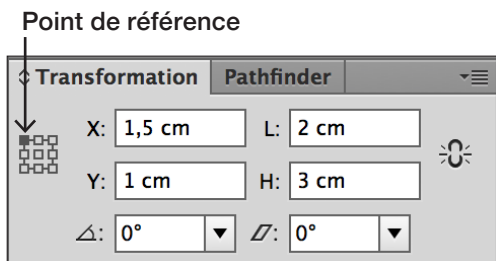 Point de référence
Transformation Pathfinder
X: 1,5 cm L: 2 cm
Y: 1 cm H: 3 cm
0° 0°